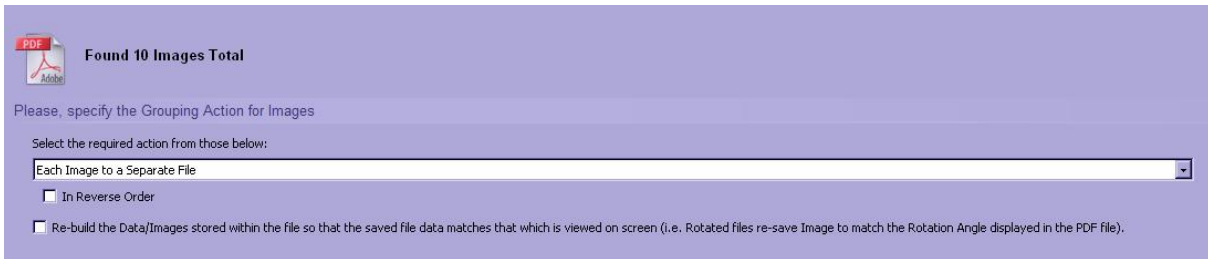 PDF
Adobe
Found 10 Images Total
Please, specify the Grouping Action for Images
Select the required action from those below:
Each Image to a Separate File
In Reverse Order
Re-build the Data/Images stored within the file so that the saved file data matches that which is viewed on screen (i.e. Rotated files re-save Image to match the Rotation Angle displayed in the PDF file).